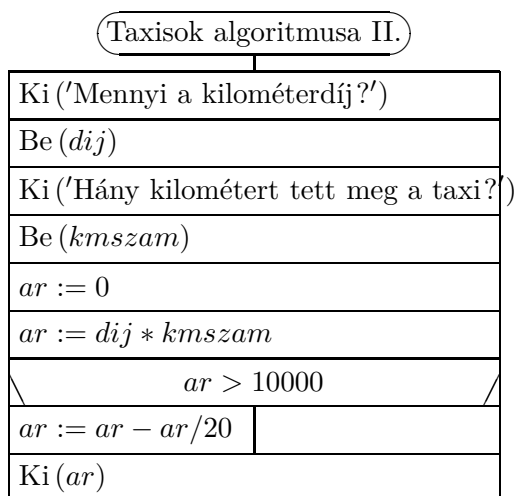 Taxisok algoritmusa II.
Ki ('Mennyi a kilométerdíj?')
Be (dij)
Ki ('Hány kilométert tett meg a taxi?')
Be (kmszam)
ar := 0
ar := dij ∗ kmszam
ar > 10000
ar := ar − ar/20
Ki (ar)